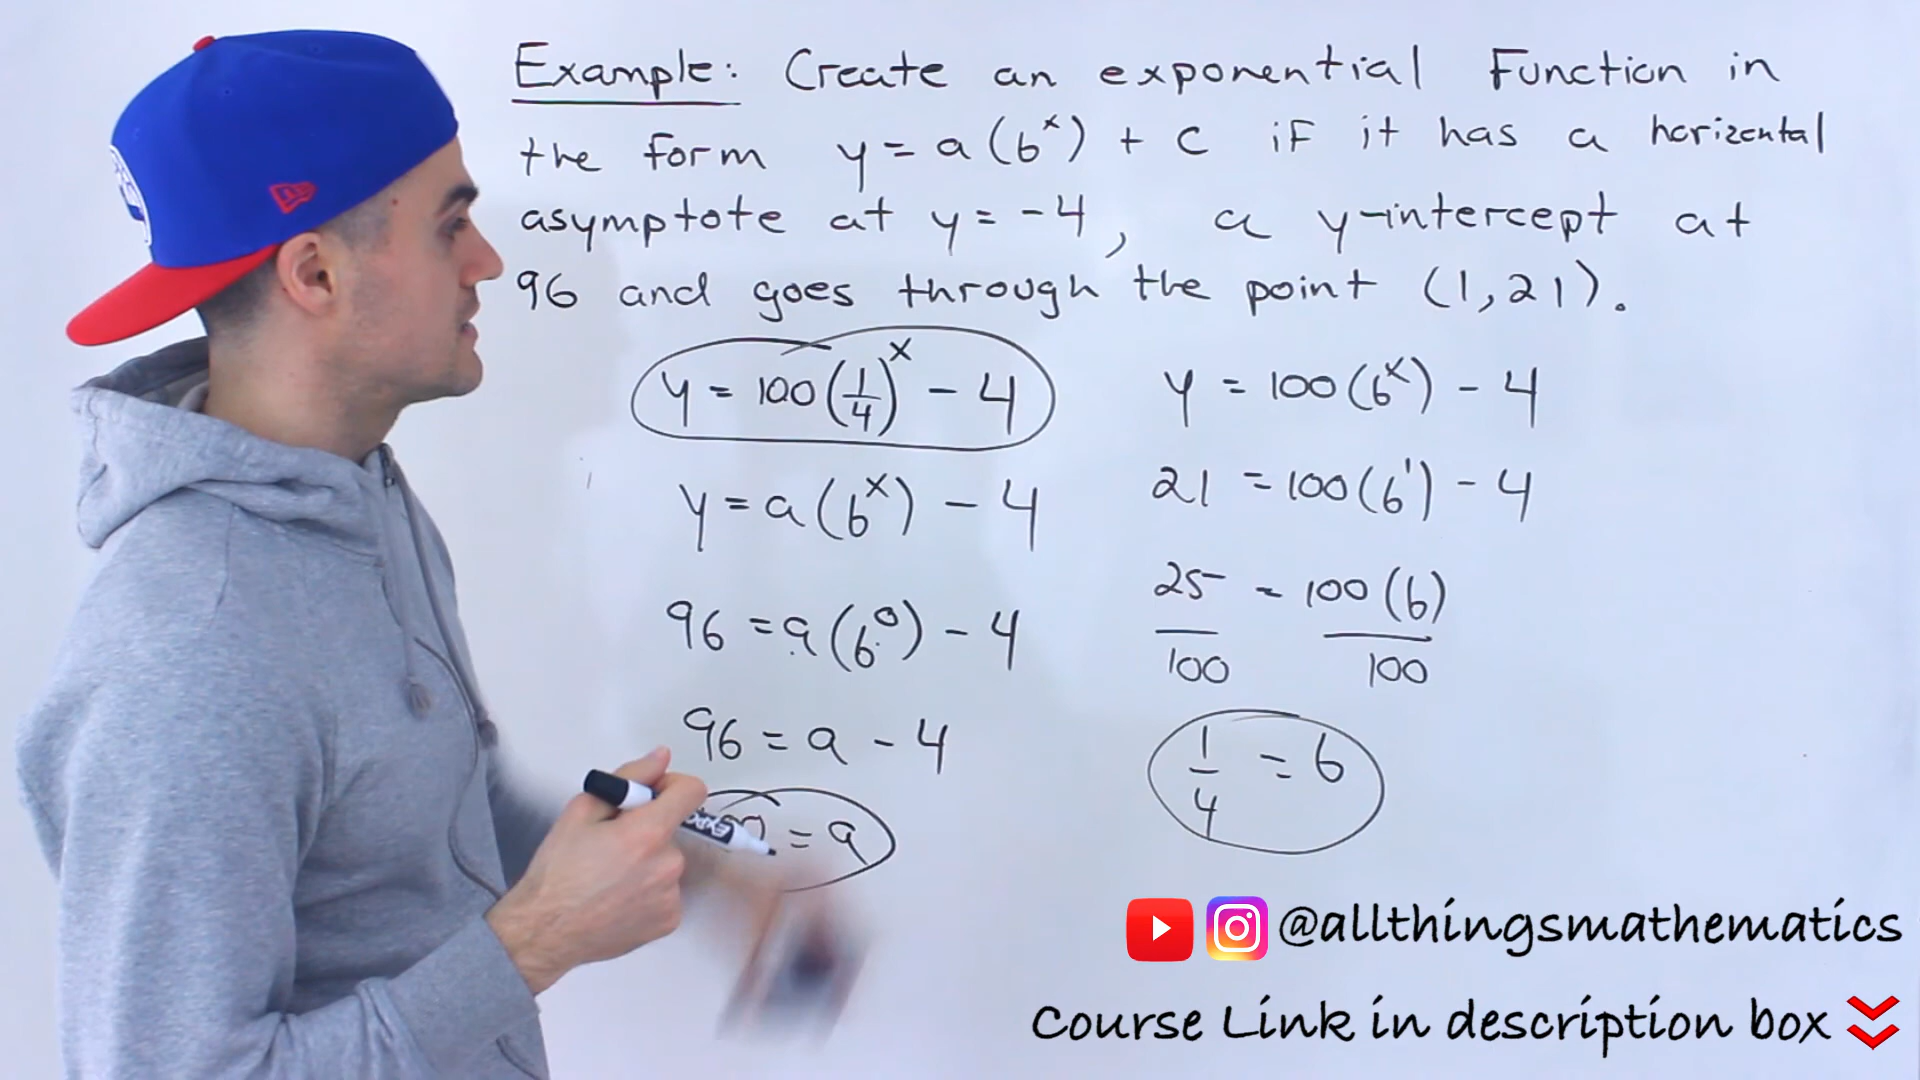 Example: Create an exponential Function in
the form y = a(b^x) + c if it has a horizontal
asymptote at y = -4, a y-intercept at
96 and goes through the point (1,21).
y = 100(1/4)^x - 4
y = a(b^x) - 4
96 = a(b^0) - 4
96 = a - 4
= a
y = 100(b^x) - 4
21 = 100(b^1) - 4
25 = 100(b)
100 100
1/4 = b
EXPO
@allthingsmathematics
Course Link in description box